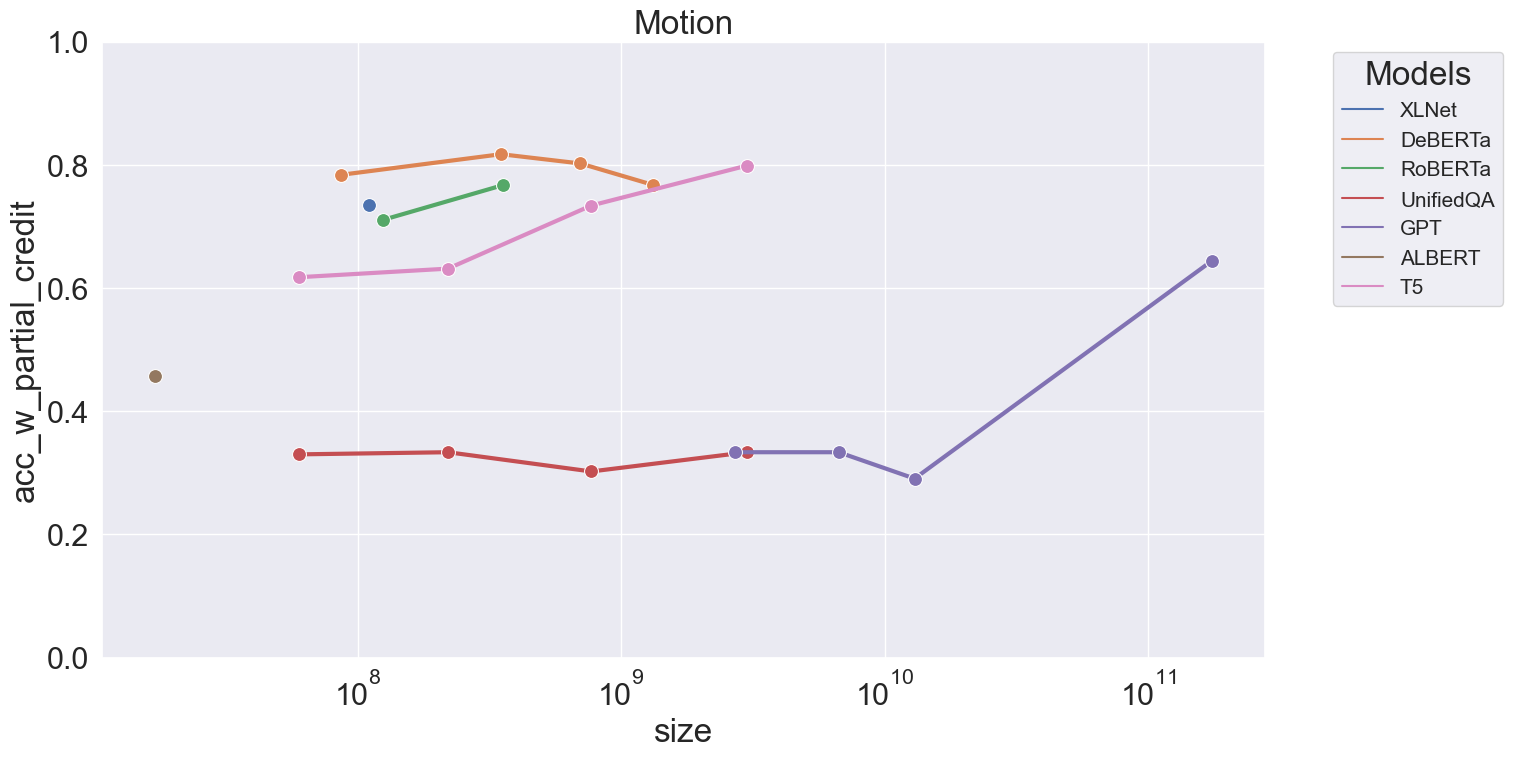 Motion
acc_w_partial_credit
1.0
0.8
0.6
0.4
0.2
0.0
10^8
10^9
10^10
10^11
size
Models
XLNet
DeBERTa
RoBERTa
UnifiedQA
GPT
ALBERT
T5